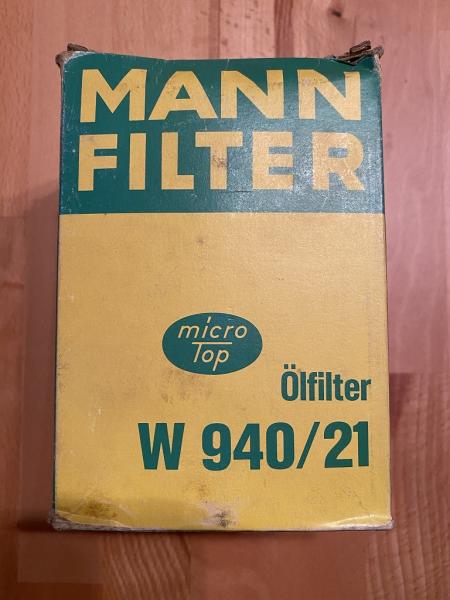 MANN
FILTER
micro
Top
Ölfilter
W 940/21